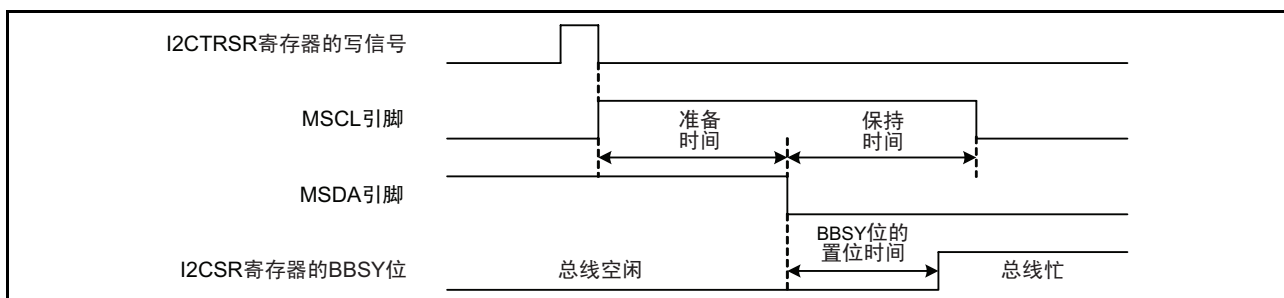 I2CTRSR寄存器的写信号
MSCL引脚
准备
时间
保持
时间
MSDA引脚
BBSY位的
置位时间
I2CSR寄存器的BBSY位
总线空闲
总线忙